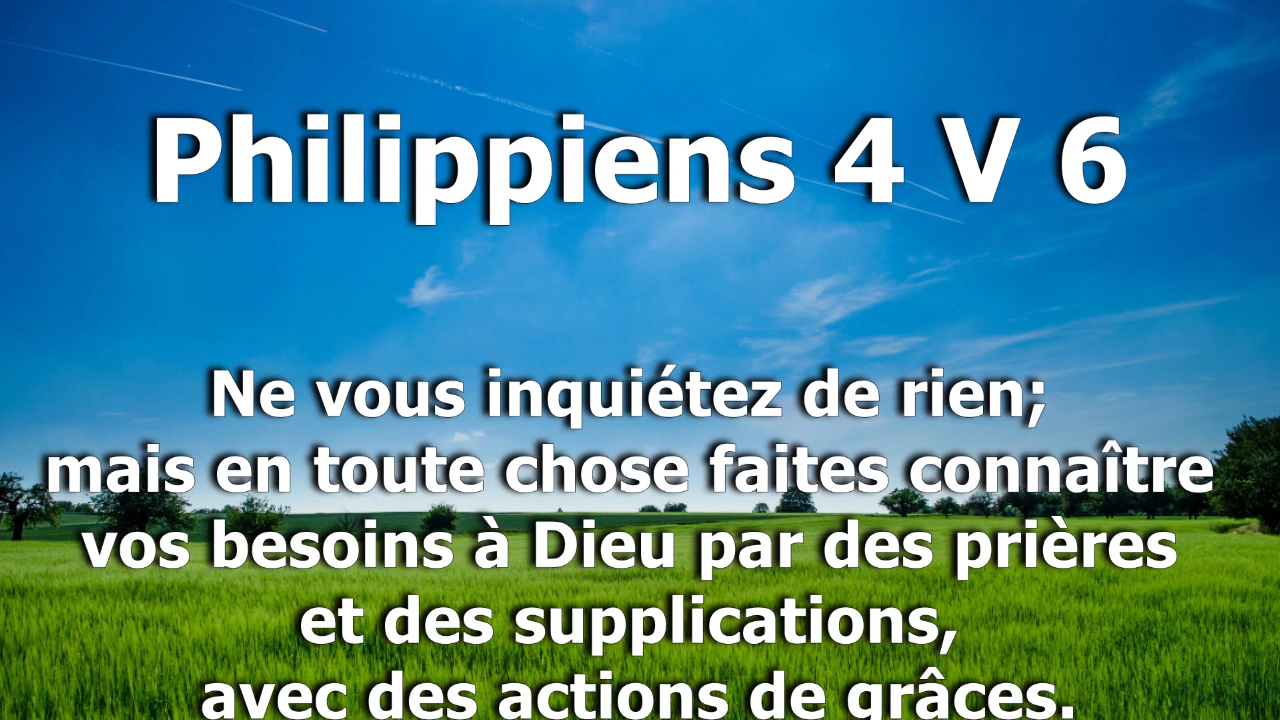 Philippiens 4 V 6
Ne vous inquiétez de rien;
mais en toute chose faites connaître
vos besoins à Dieu par des prières
et des supplications,
avec des actions de grâces.